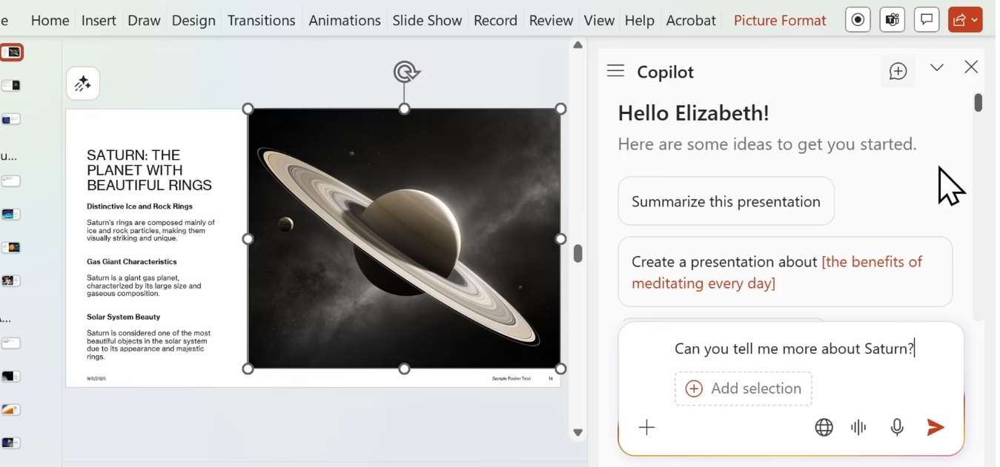 e Home Insert Draw Design Transitions Animations Slide Show Record Review View Help Acrobat Picture Format
Copilot
Hello Elizabeth!
Here are some ideas to get you started.
Summarize this presentation
Create a presentation about [the benefits of
meditating every day]
Can you tell me more about Saturn?
Add selection
SATURN: THE
PLANET WITH
BEAUTIFUL RINGS
Distinctive Ice and Rock Rings
Saturn's rings are composed mainly of
ice and rock particles, making them
visually striking and unique.
Gas Giant Characteristics
Saturn is a giant gas planet,
characterized by its large size and
gaseous composition.
Solar System Beauty
Saturn is considered one of the most
beautiful objects in the solar system
due to its appearance and majestic
rings.
Sample Footer Text 14
u...